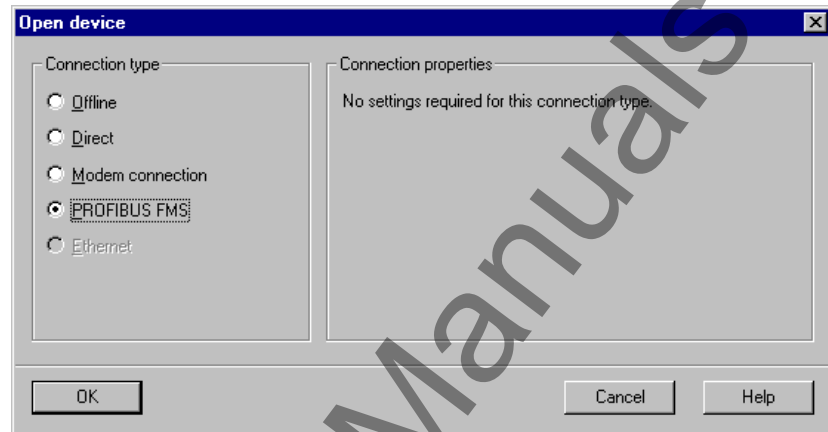 Open device
Connection type
Offline
Direct
Modem connection
PROFIBUS FMS
Ethernet
Connection properties
No settings required for this connection type.
OK
Cancel
Help
Manuals